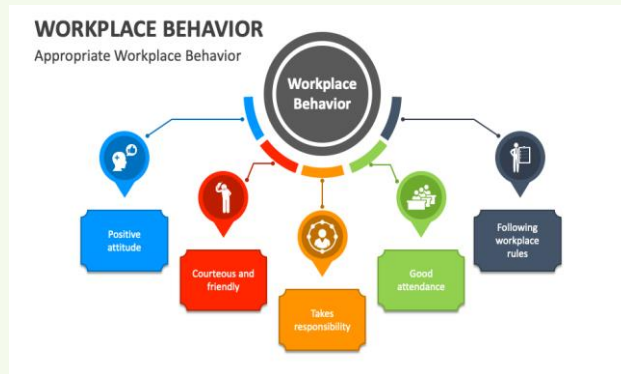 WORKPLACE BEHAVIOR
Appropriate Workplace Behavior
Workplace
Behavior
Positive
attitude
Courteous and
friendly
Takes
responsibility
Good
attendance
Following
workplace
rules